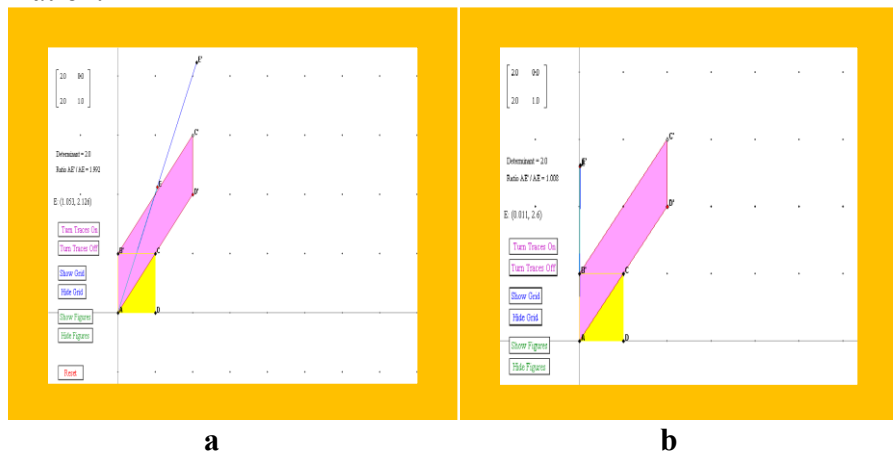 2.0 0.0
2.0 1.0
Determinant = 2.0
Ratio AE' / AE = 1.992
E: (1.053, 2.126)
Turn Traces On
Turn Traces Off
Show Grid
Hide Grid
Show Figures
Hide Figures
Reset
E'
C'
E
D'
B'
C
A
D
2.0 0.0
2.0 1.0
Determinant = 2.0
Ratio AE' / AE = 1.008
E: (0.011, 2.6)
Turn Traces On
Turn Traces Off
Show Grid
Hide Grid
Show Figures
Hide Figures
C'
D'
B'
C
A
D
a
b